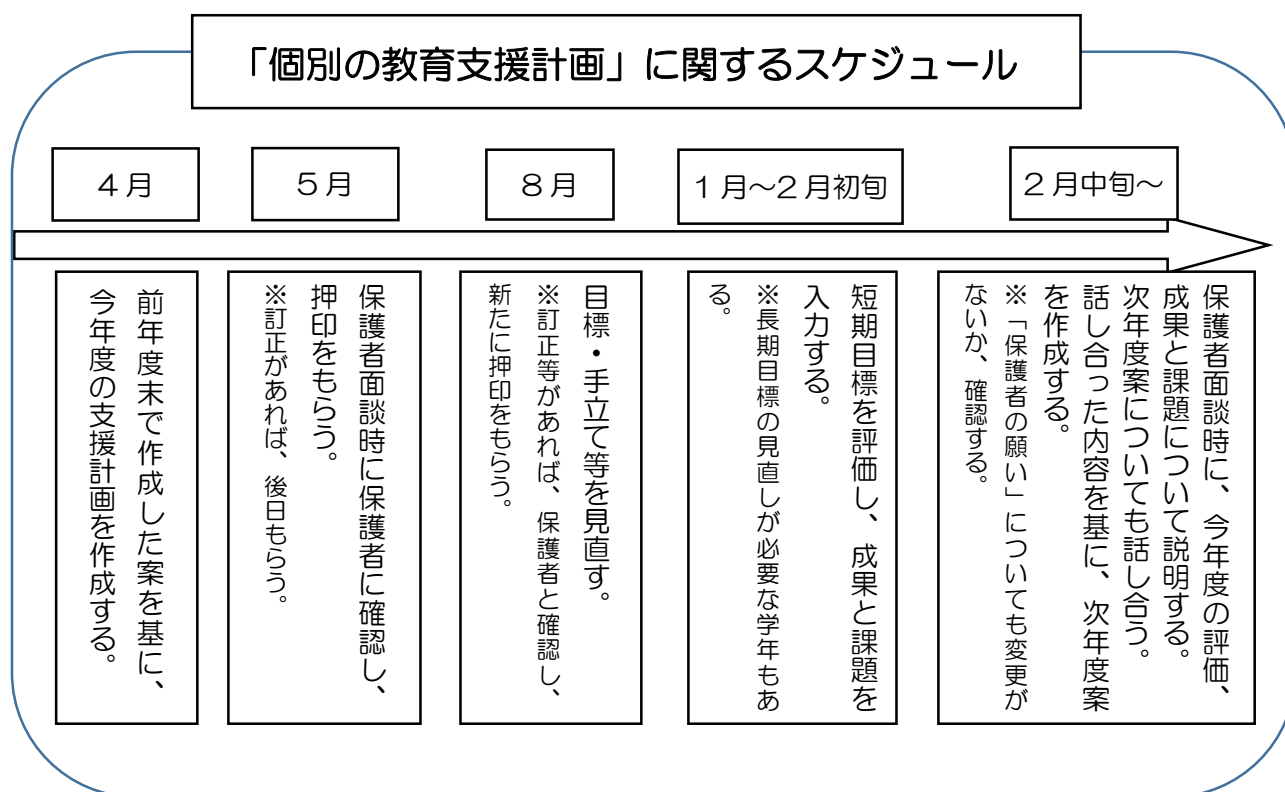 「個別の教育支援計画」に関するスケジュール
４月
５月
８月
１月～２月初旬
２月中旬～
前年度末で作成した案を基に、
今年度の支援計画を作成する。
保護者面談時に保護者に確認し、
押印をもらう。
※訂正があれば、後日もらう。
目標・手立て等を見直す。
※訂正等があれば、保護者と確認し、
新たに押印をもらう。
短期目標を評価し、成果と課題を
入力する。
※長期目標の見直しが必要な学年もあ
る。
保護者面談時に、今年度の評価、
成果と課題について説明する。
次年度案についても話し合う。
話し合った内容を基に、次年度案
を作成する。
※「保護者の願い」についても変更が
ないか、確認する。